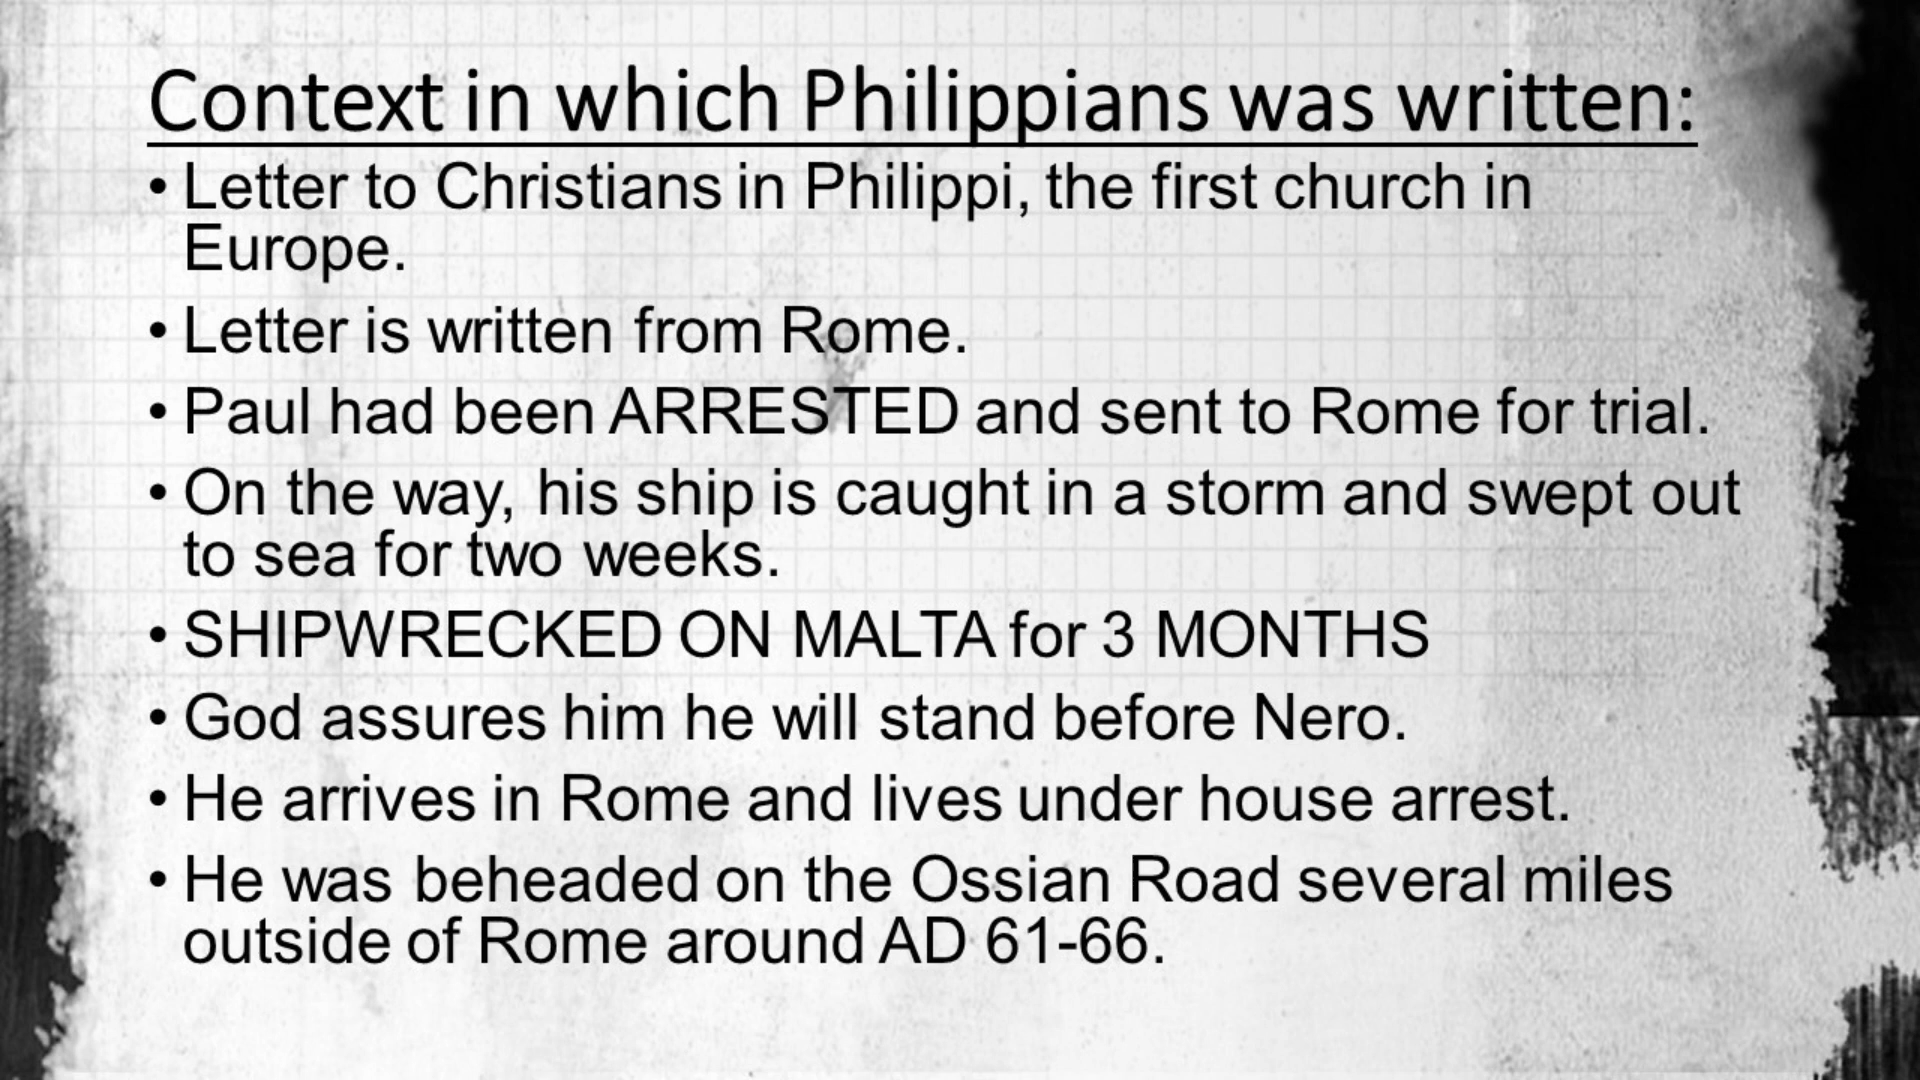 Context in which Philippians was written:
• Letter to Christians in Philippi, the first church in
Europe.
• Letter is written from Rome.
• Paul had been ARRESTED and sent to Rome for trial.
• On the way, his ship is caught in a storm and swept out
to sea for two weeks.
• SHIPWRECKED ON MALTA for 3 MONTHS
• God assures him he will stand before Nero.
• He arrives in Rome and lives under house arrest.
• He was beheaded on the Ossian Road several miles
outside of Rome around AD 61-66.